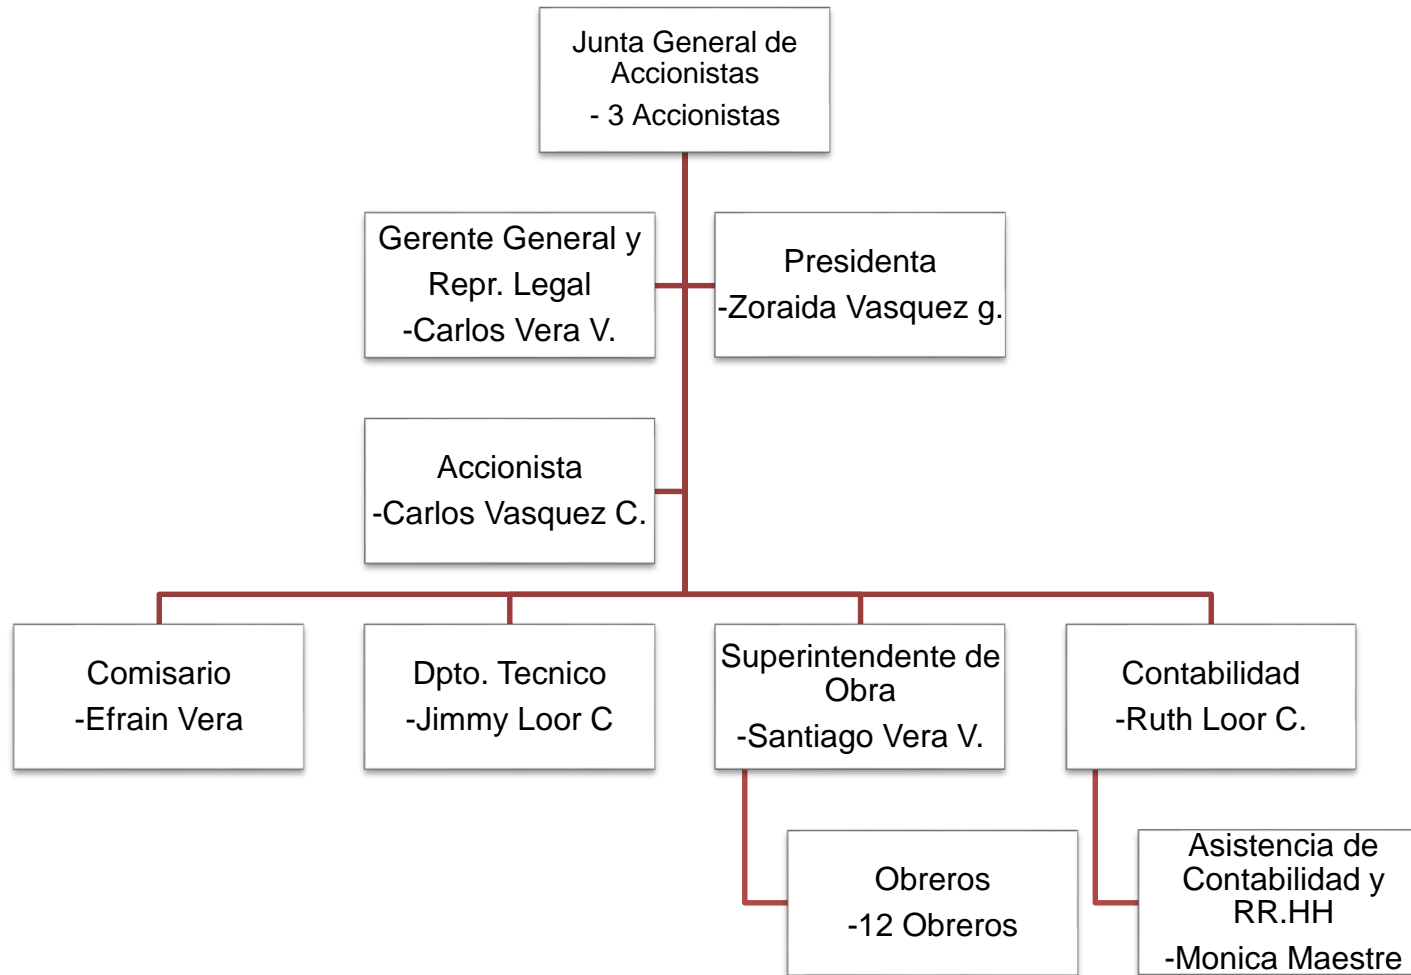 Junta General de
Accionistas
- 3 Accionistas
Gerente General y
Repr. Legal
-Carlos Vera V.
Presidenta
-Zoraida Vasquez g.
Accionista
-Carlos Vasquez C.
Comisario
-Efrain Vera
Dpto. Tecnico
-Jimmy Loor C
Superintendente de
Obra
-Santiago Vera V.
Contabilidad
-Ruth Loor C.
Obreros
-12 Obreros
Asistencia de
Contabilidad y
RR.HH
-Monica Maestre